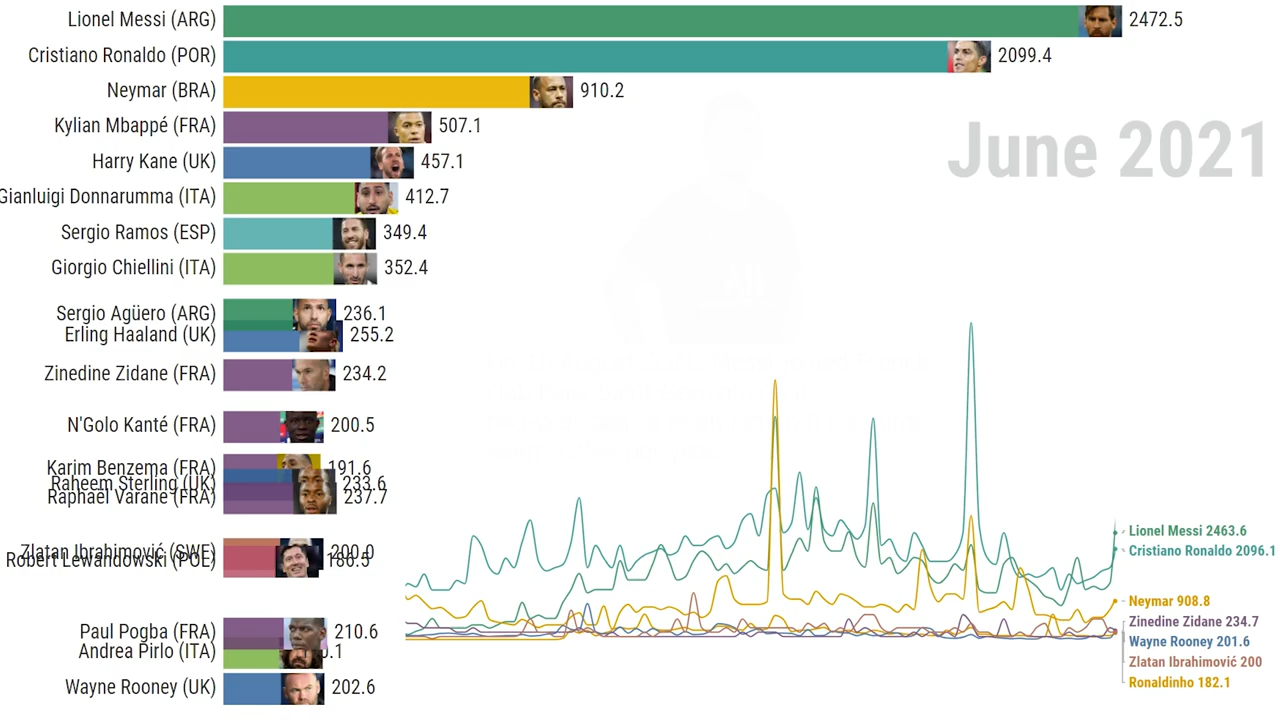 Lionel Messi (ARG) 2472.5
Cristiano Ronaldo (POR) 2099.4
Neymar (BRA) 910.2
Kylian Mbappé (FRA) 507.1
June 2021
Harry Kane (UK) 457.1
Gianluigi Donnarumma (ITA) 412.7
Sergio Ramos (ESP) 349.4
Giorgio Chiellini (ITA) 352.4
Sergio Agüero (ARG) 236.1
Erling Haaland (UK) 255.2
Zinedine Zidane (FRA) 234.2
N'Golo Kanté (FRA) 200.5
Karim Benzema (FRA) 191.6
Raheem Sterling (UK) 233.6
Raphaël Varane (FRA) 237.7
Zlatan Ibrahimović (SWE) 200.0
Robert Lewandowski (POL) 186.5
Paul Pogba (FRA) 210.6
Andrea Pirlo (ITA)
Wayne Rooney (UK) 202.6
Lionel Messi 2463.6
Cristiano Ronaldo 2096.1
Neymar 908.8
Zinedine Zidane 234.7
Wayne Rooney 201.6
Zlatan Ibrahimović 200
Ronaldinho 182.1